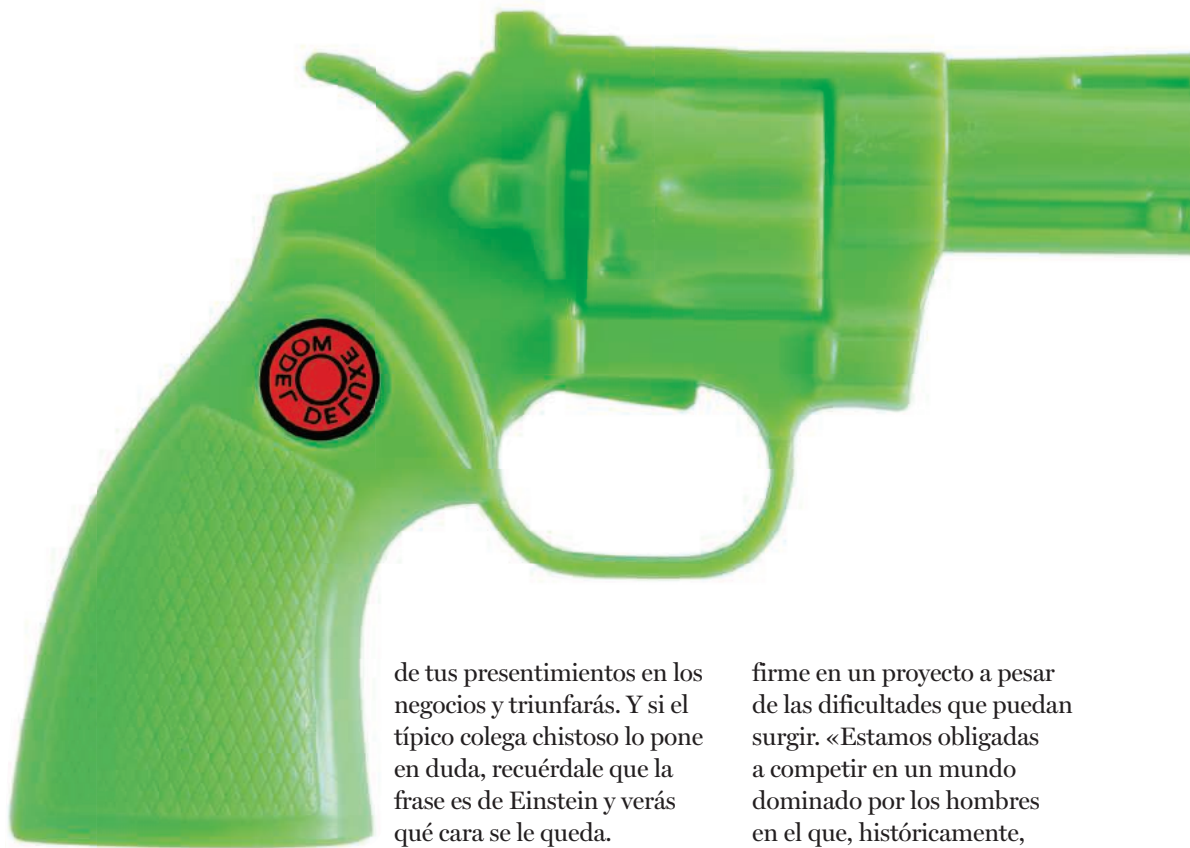 MODEL DELUXE
de tus presentimientos en los
negocios y triunfarás. Y si el
típico colega chistoso lo pone
en duda, recuérdale que la
frase es de Einstein y verás
qué cara se le queda.
firme en un proyecto a pesar
de las dificultades que puedan
surgir. «Estamos obligadas
a competir en un mundo
dominado por los hombres
en el que, históricamente,